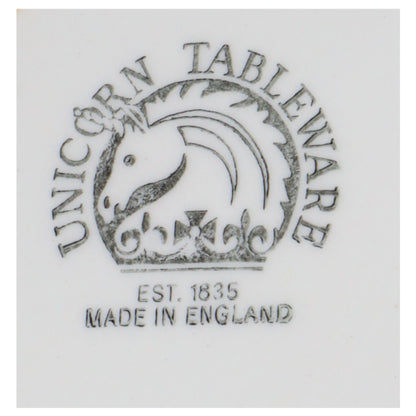 UNICORN TABLEWARE
EST. 1835
MADE IN ENGLAND